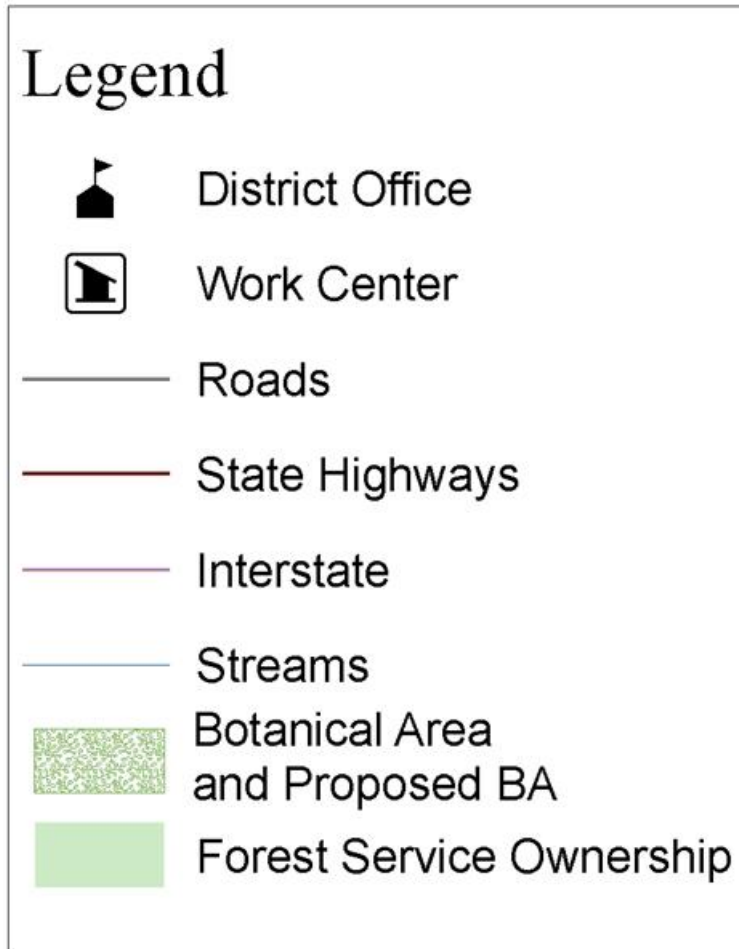 Legend
District Office
Work Center
Roads
State Highways
Interstate
Streams
Botanical Area
and Proposed BA
Forest Service Ownership